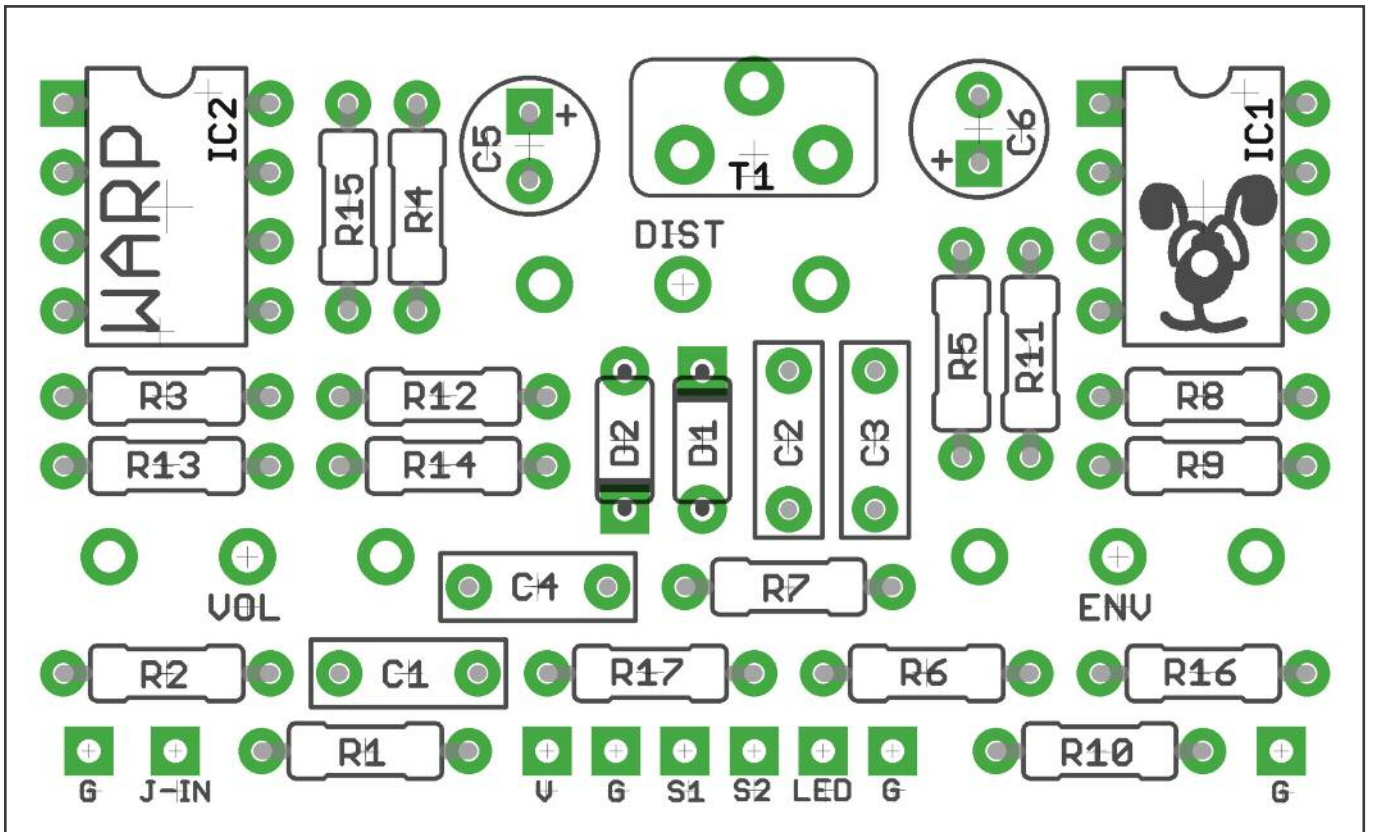 WARP
IC2
R15
R4
C5
+
T1
+
C6
IC1
DIST
R5
R11
R3
R12
D2
D1
C2
C3
R8
R13
R14
R9
C4
R7
VOL
ENV
R2
C1
R17
R6
R16
R1
R10
G J-IN V G S1 S2 LED G G